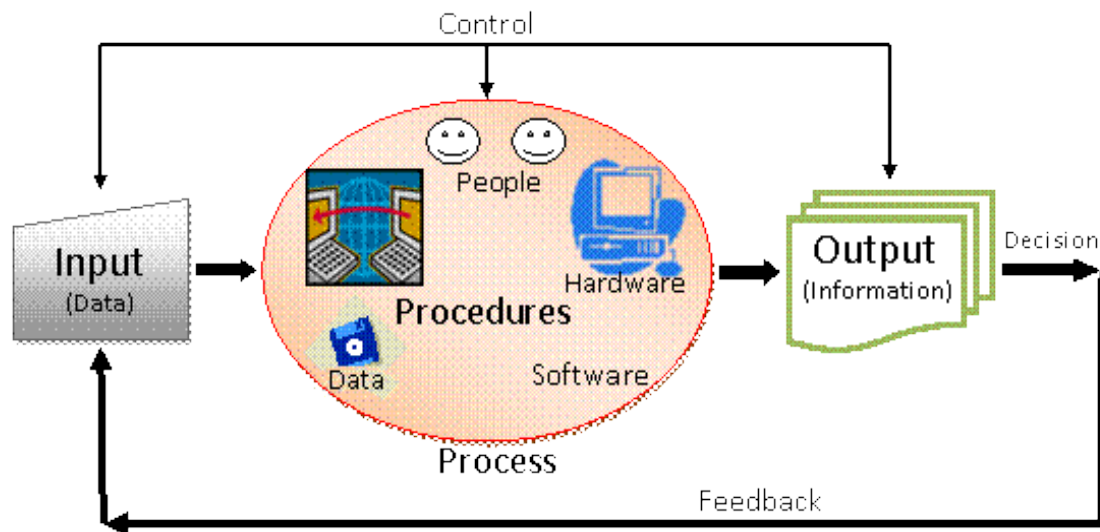 Control
People
Input
(Data)
Hardware
Procedures
Data
Software
Process
Output
(Information)
Decision
Feedback